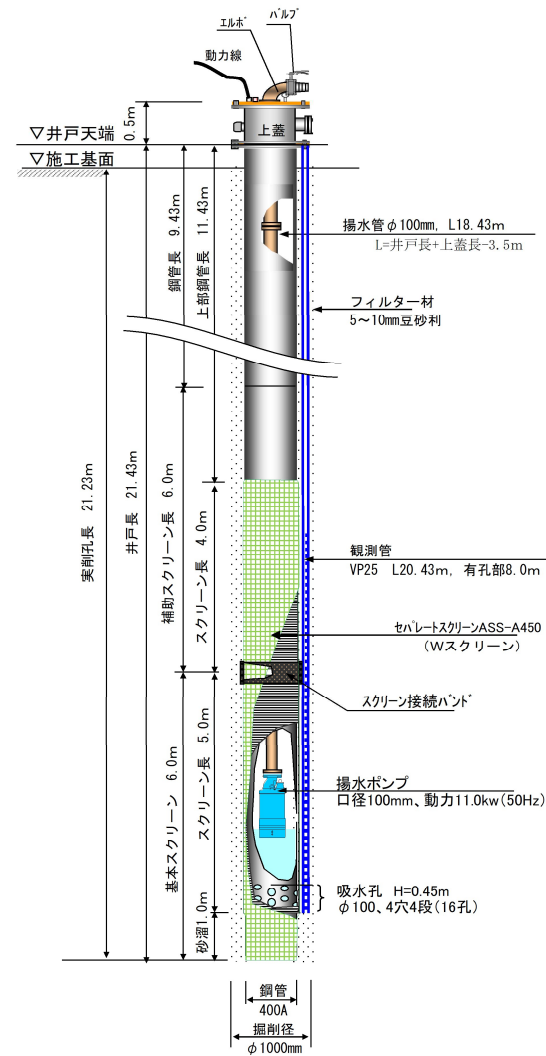 バルブ
エルボ
動力線
0.5m
上蓋
▽井戸天端
▽施工基面
鋼管長 9.43m
上部鋼管長 11.43m
揚水管φ100mm, L18.43m
L=井戸長+上蓋長-3.5m
フィルター材
5～10mm豆砂利
実削孔長 21.23m
井戸長 21.43m
補助スクリーン長 6.0m
スクリーン長 4.0m
観測管
VP25 L20.43m, 有孔部8.0m
セパレートスクリーンASS-A450
(Wスクリーン)
スクリーン接続バンド
基本スクリーン 6.0m
スクリーン長 5.0m
揚水ポンプ
口径100mm、動力11.0kw(50Hz)
吸水孔 H=0.45m
φ100、4穴4段(16孔)
砂溜1.0m
鋼管
400A
掘削径
φ1000mm